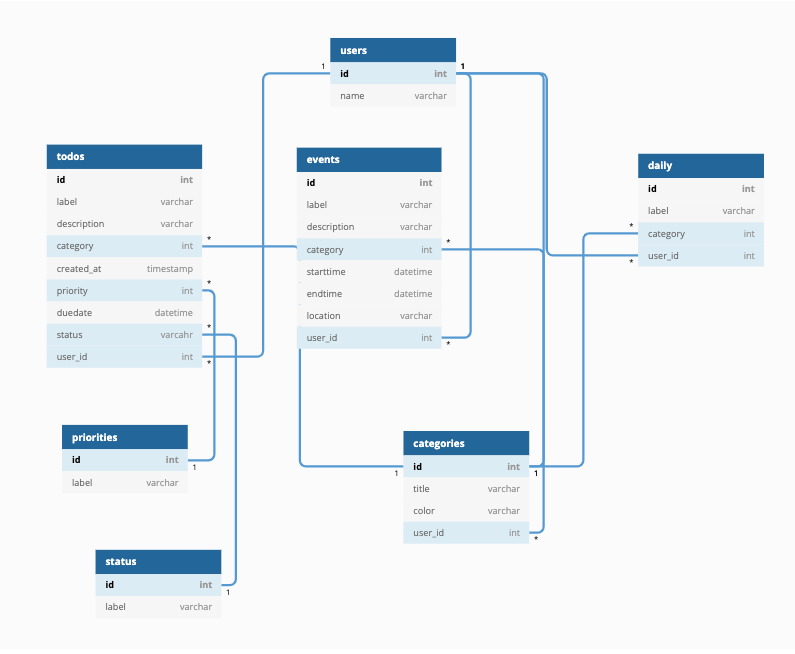 users
1 id int 1
name varchar
todos
id int
label varchar
description varchar
category int *
created_at timestamp
priority int *
duedate datetime
status varcahr *
user_id int *
events
id int
label varchar
description varchar
category int *
starttime datetime
endtime datetime
location varchar
user_id int *
daily
id int
label varchar
* category int
* user_id int
priorities
id int 1
label varchar
categories
1 id int 1
title varchar
color varchar
user_id int *
status
id int 1
label varchar